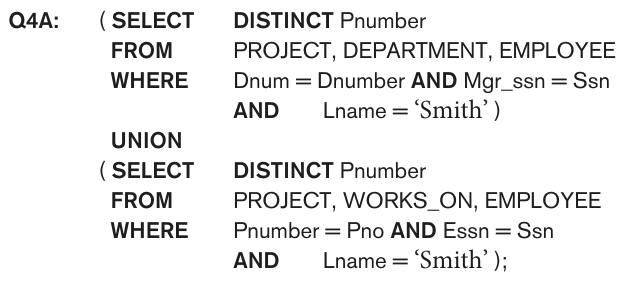 Q4A: ( SELECT DISTINCT Pnumber
FROM PROJECT, DEPARTMENT, EMPLOYEE
WHERE Dnum = Dnumber AND Mgr_ssn = Ssn
AND Lname = ‘Smith’ )
UNION
( SELECT DISTINCT Pnumber
FROM PROJECT, WORKS_ON, EMPLOYEE
WHERE Pnumber = Pno AND Essn = Ssn
AND Lname = ‘Smith’ );